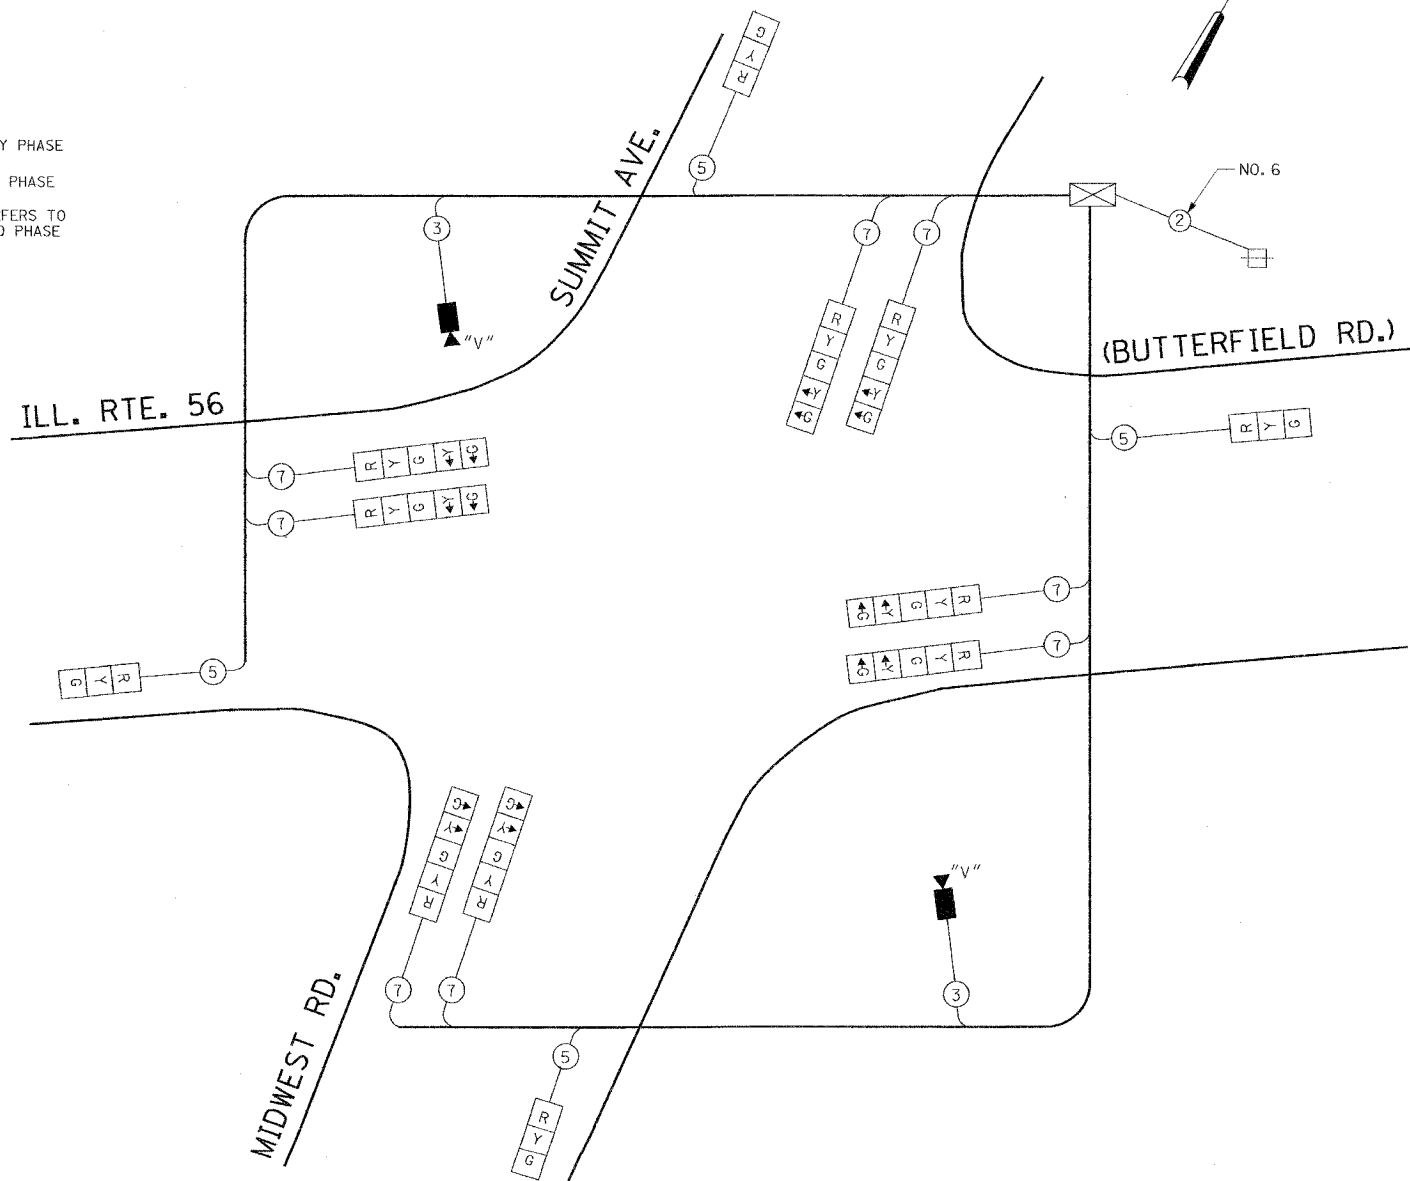 Y PHASE
PHASE
FERS TO
D PHASE
G Y R
5
SUMMIT AVE.
NO. 6
2
3
"V"
7
7
R Y G Y G
R Y G Y G
(BUTTERFIELD RD.)
ILL. RTE. 56
5
R Y G
7
R Y G Y G
7
R Y G Y G
7
G Y G Y R
7
G Y G Y R
5
G Y R
G Y G Y R
G Y G Y R
"V"
7
7
3
MIDWEST RD.
5
R Y G